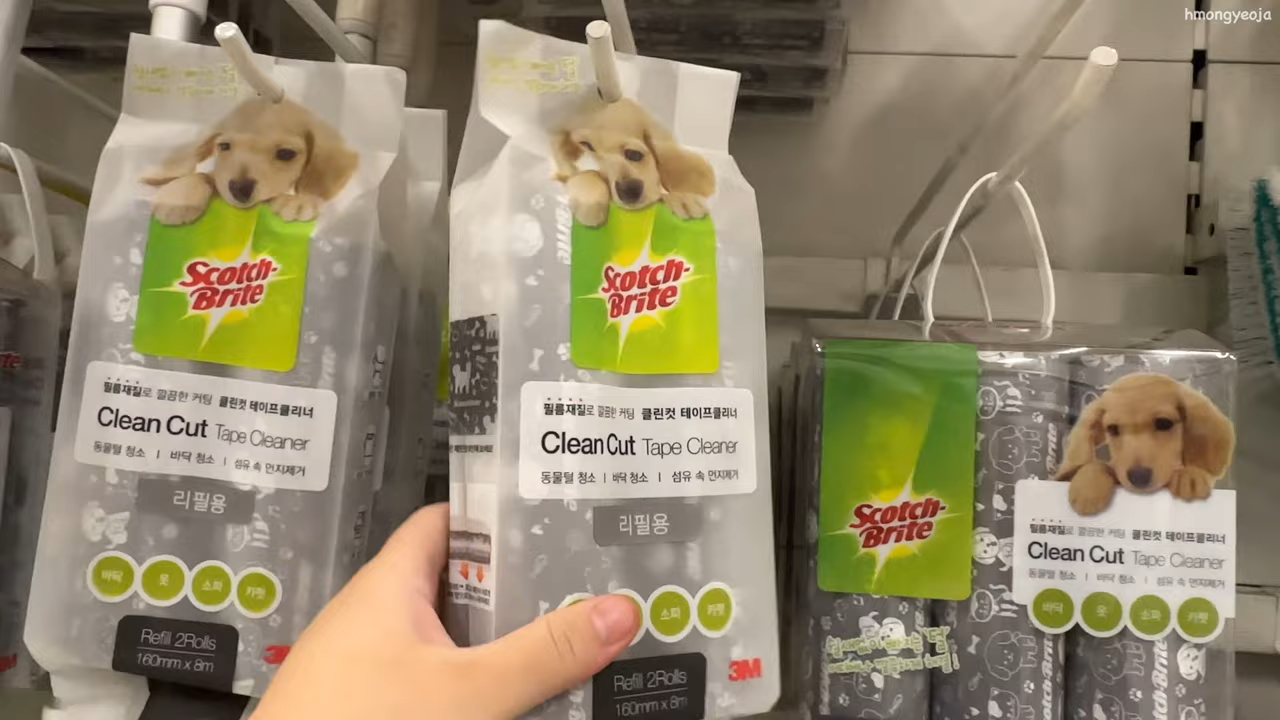 hmongyeoja
Scotch-
Brite
필름재질로 깔끔한 커팅 클린컷 테이프클리너
Clean Cut Tape Cleaner
동물털 청소 | 바닥 청소 | 섬유 속 먼지제거
리필용
바닥 옷 소파 카펫
Refill 2Rolls
160mm x 8m
3M
Scotch-
Brite
필름재질로 깔끔한 커팅 클린컷 테이프클리너
Clean Cut Tape Cleaner
동물털 청소 | 바닥 청소 | 섬유 속 먼지제거
리필용
소파 카펫
Refill 2Rolls
160mm x 8m
3M
Scotch-
Brite
필름재질로 깔끔한 커팅 클린컷 테이프클리너
Clean Cut Tape Cleaner
동물털 청소 | 바닥 청소 | 섬유 속 먼지제거
바닥 옷 소파 카펫